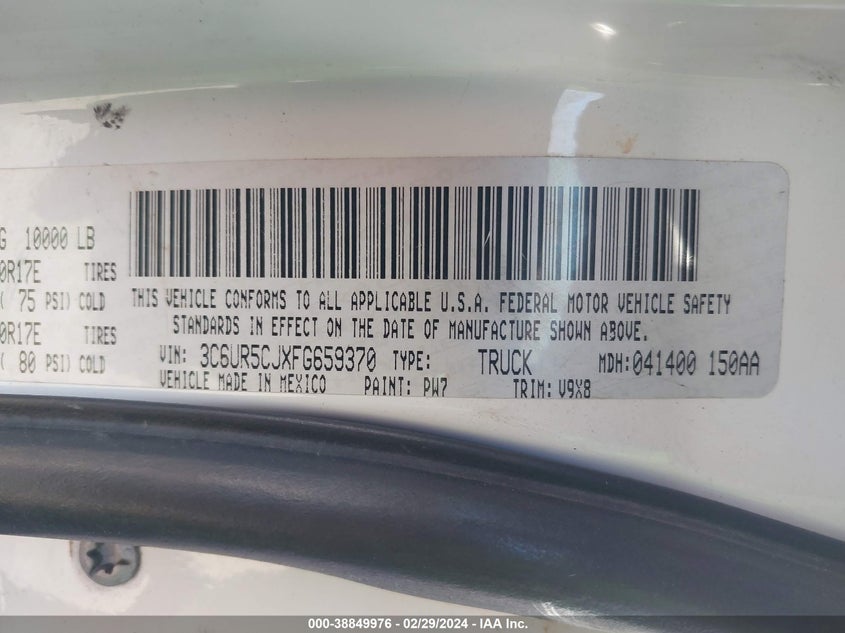 G 10000 LB
0R17E TIRES
( 75 PSI) COLD
0R17E TIRES
( 80 PSI) COLD
THIS VEHICLE CONFORMS TO ALL APPLICABLE U.S.A. FEDERAL MOTOR VEHICLE SAFETY
STANDARDS IN EFFECT ON THE DATE OF MANUFACTURE SHOWN ABOVE.
VIN: 3C6UR5CJXFG659370 TYPE: TRUCK MDH: 041400 150AA
VEHICLE MADE IN MEXICO PAINT: PW7 TRIM: V9X8
000-38849976 - 02/29/2024 - IAA Inc.